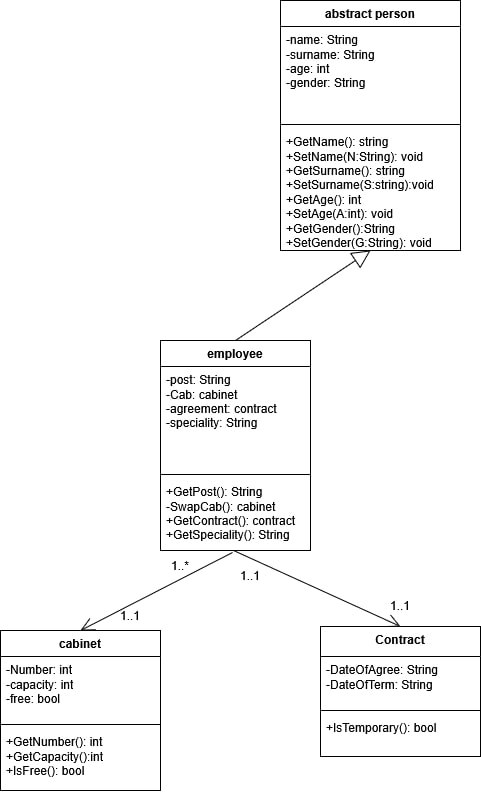 abstract person
-name: String
-surname: String
-age: int
-gender: String
+GetName(): string
+SetName(N:String): void
+GetSurname(): string
+SetSurname(S:string):void
+GetAge(): int
+SetAge(A:int): void
+GetGender():String
+SetGender(G:String): void
employee
-post: String
-Cab: cabinet
-agreement: contract
-speciality: String
+GetPost(): String
-SwapCab(): cabinet
+GetContract(): contract
+GetSpeciality(): String
1..*
1..1
1..1
1..1
cabinet
-Number: int
-capacity: int
-free: bool
+GetNumber(): int
+GetCapacity():int
+IsFree(): bool
Contract
-DateOfAgree: String
-DateOfTerm: String
+IsTemporary(): bool